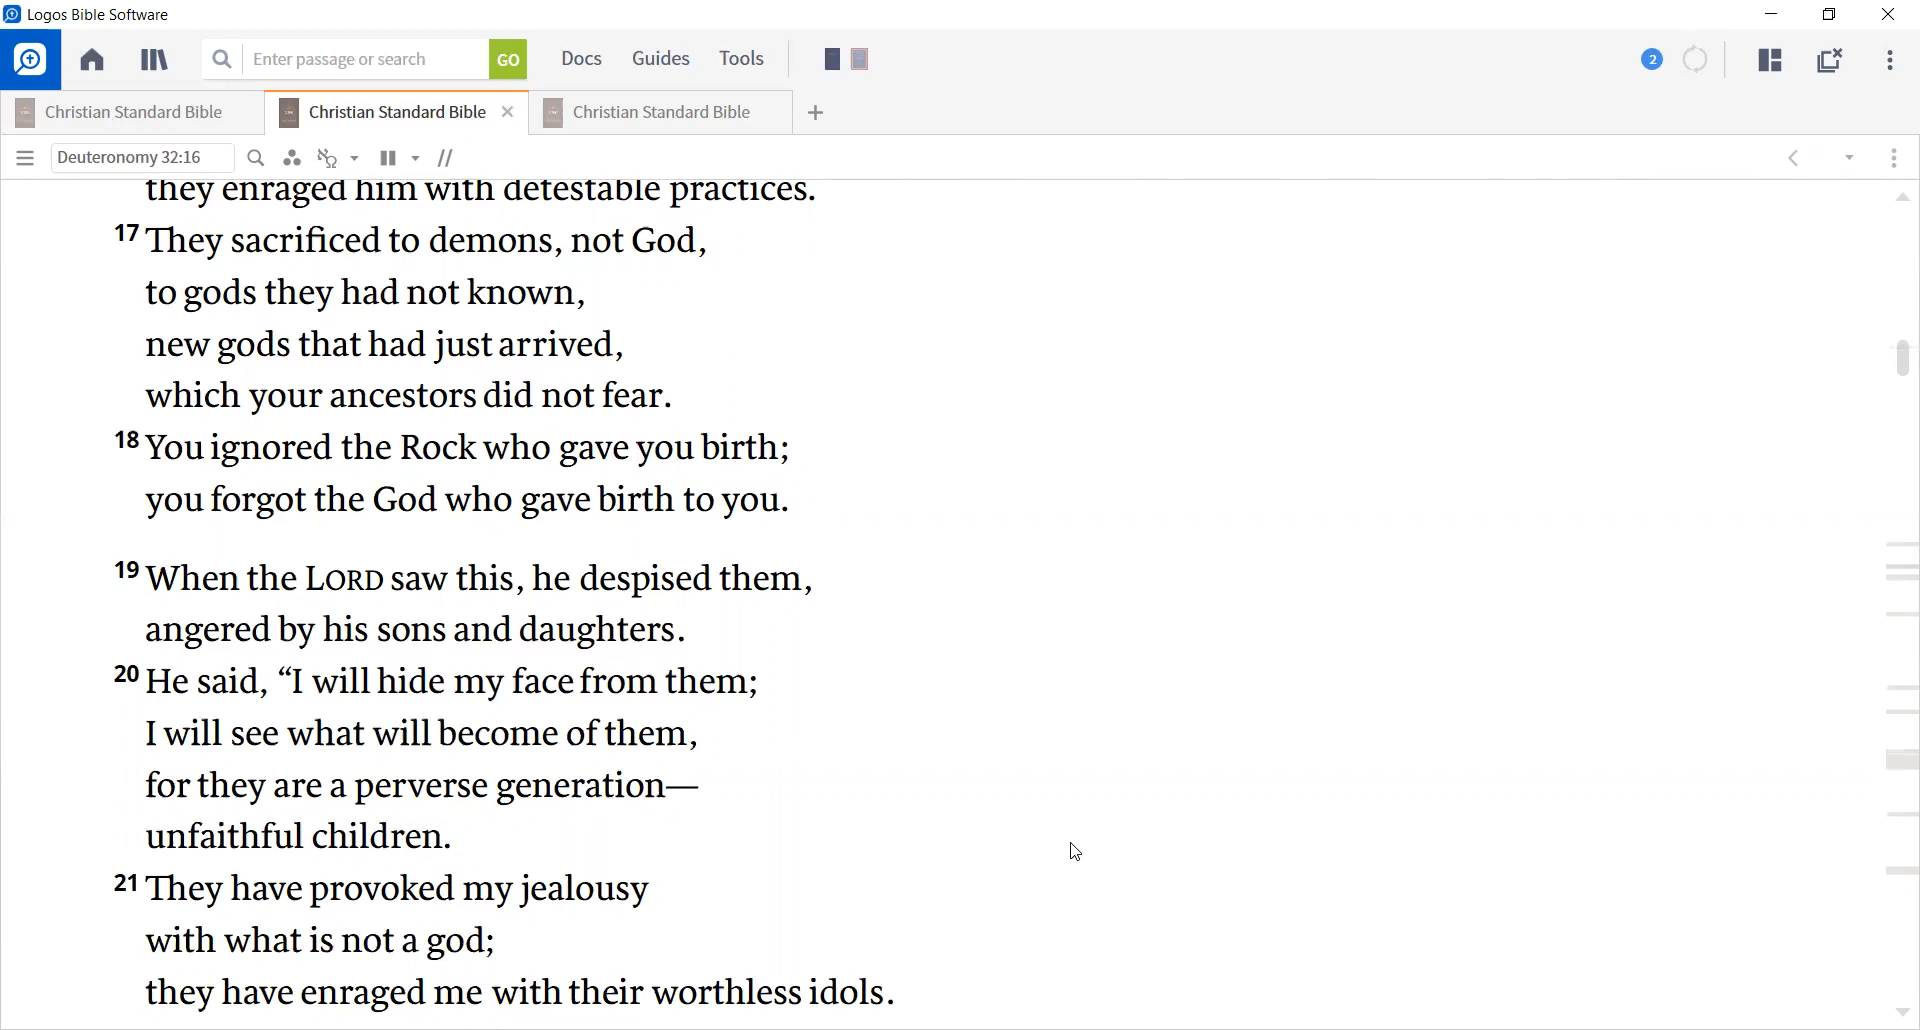 Logos Bible Software
Enter passage or search
GO
Docs
Guides
Tools
2
Christian Standard Bible
Christian Standard Bible
Christian Standard Bible
Deuteronomy 32:16
they enraged him with detestable practices.
17 They sacrificed to demons, not God,
to gods they had not known,
new gods that had just arrived,
which your ancestors did not fear.
18 You ignored the Rock who gave you birth;
you forgot the God who gave birth to you.
19 When the LORD saw this, he despised them,
angered by his sons and daughters.
20 He said, “I will hide my face from them;
I will see what will become of them,
for they are a perverse generation—
unfaithful children.
21 They have provoked my jealousy
with what is not a god;
they have enraged me with their worthless idols.